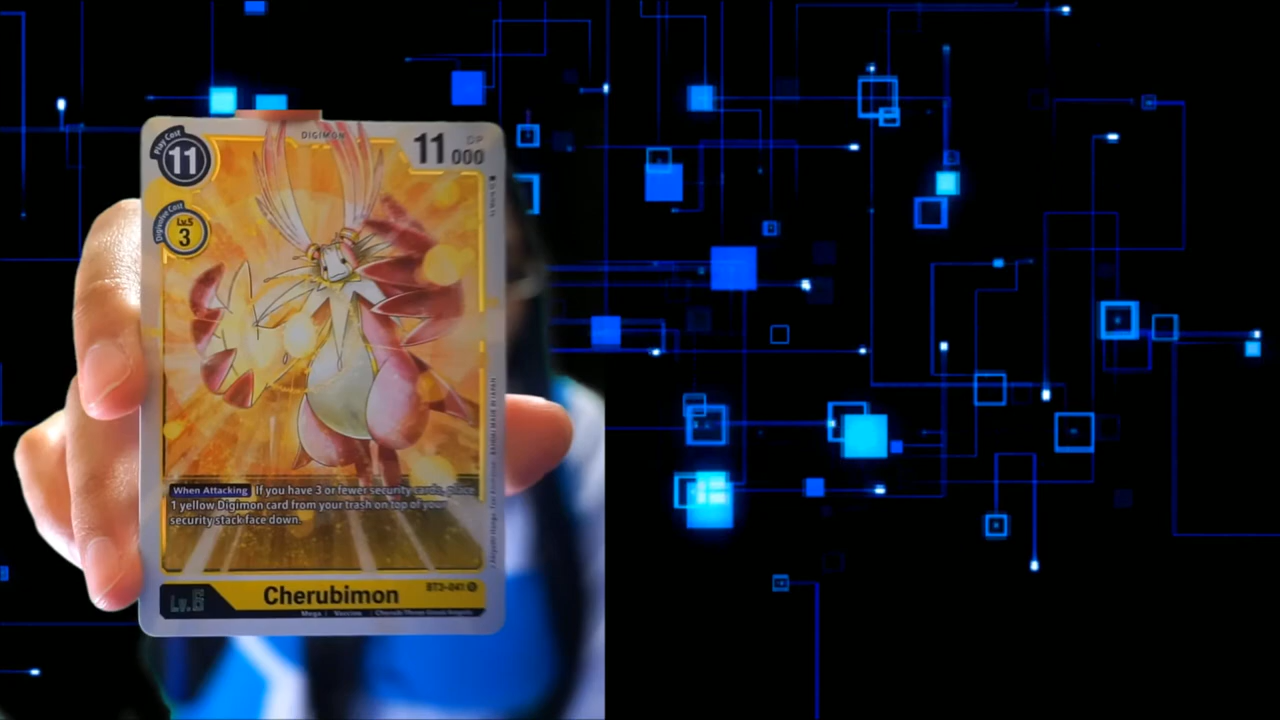 DIGIMON
Play Cost
11
DP
11 000
Digivolve Cost
Lv.5
3
When Attacking If you have 3 or fewer security cards, place
1 yellow Digimon card from your trash on top of your
security stack face down.
BT3-041
Cherubimon
Mega Vaccine